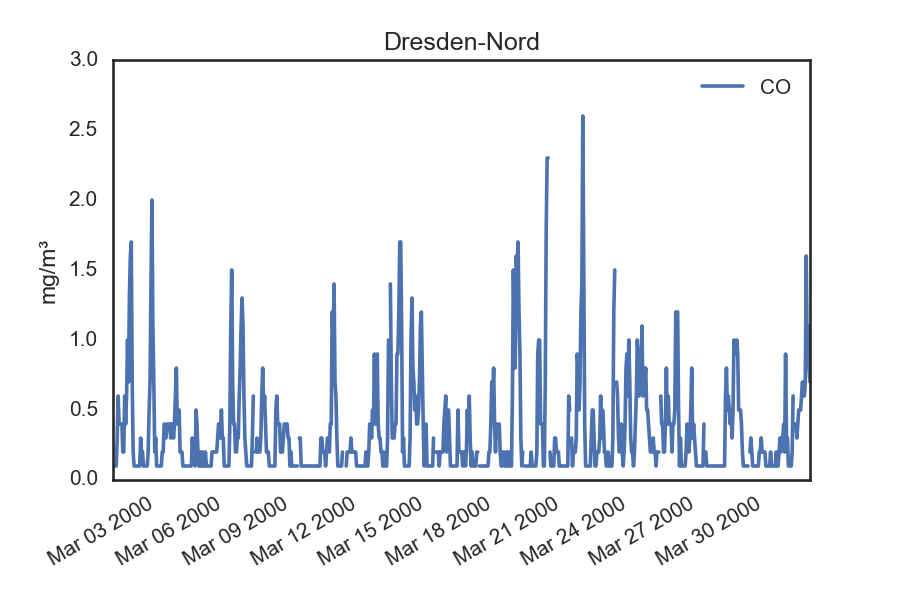 Dresden-Nord
3.0
2.5
2.0
1.5
1.0
0.5
0.0
mg/m³
CO
Mar 03 2000
Mar 06 2000
Mar 09 2000
Mar 12 2000
Mar 15 2000
Mar 18 2000
Mar 21 2000
Mar 24 2000
Mar 27 2000
Mar 30 2000